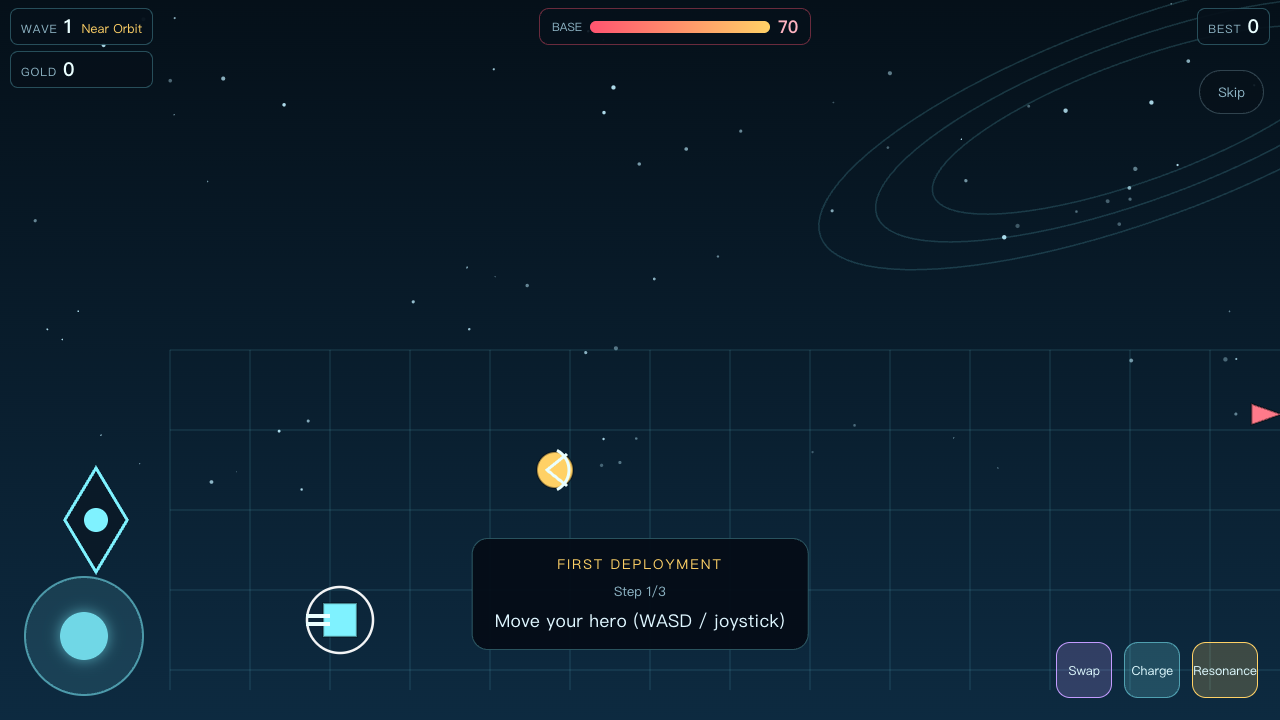 WAVE 1 Near Orbit
GOLD 0
BASE 70
BEST 0
Skip
FIRST DEPLOYMENT
Step 1/3
Move your hero (WASD / joystick)
Swap
Charge
Resonance